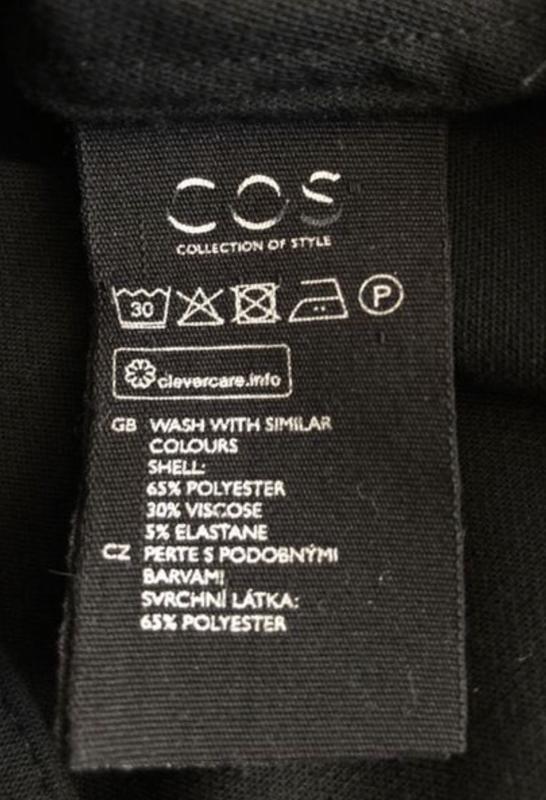 COS
COLLECTION OF STYLE
30 P
clevercare.info
GB WASH WITH SIMILAR
COLOURS
SHELL:
65% POLYESTER
30% VISCOSE
5% ELASTANE
CZ PERTE S PODOBNÝMI
BARVAMI
SVRCHNÍ LÁTKA:
65% POLYESTER